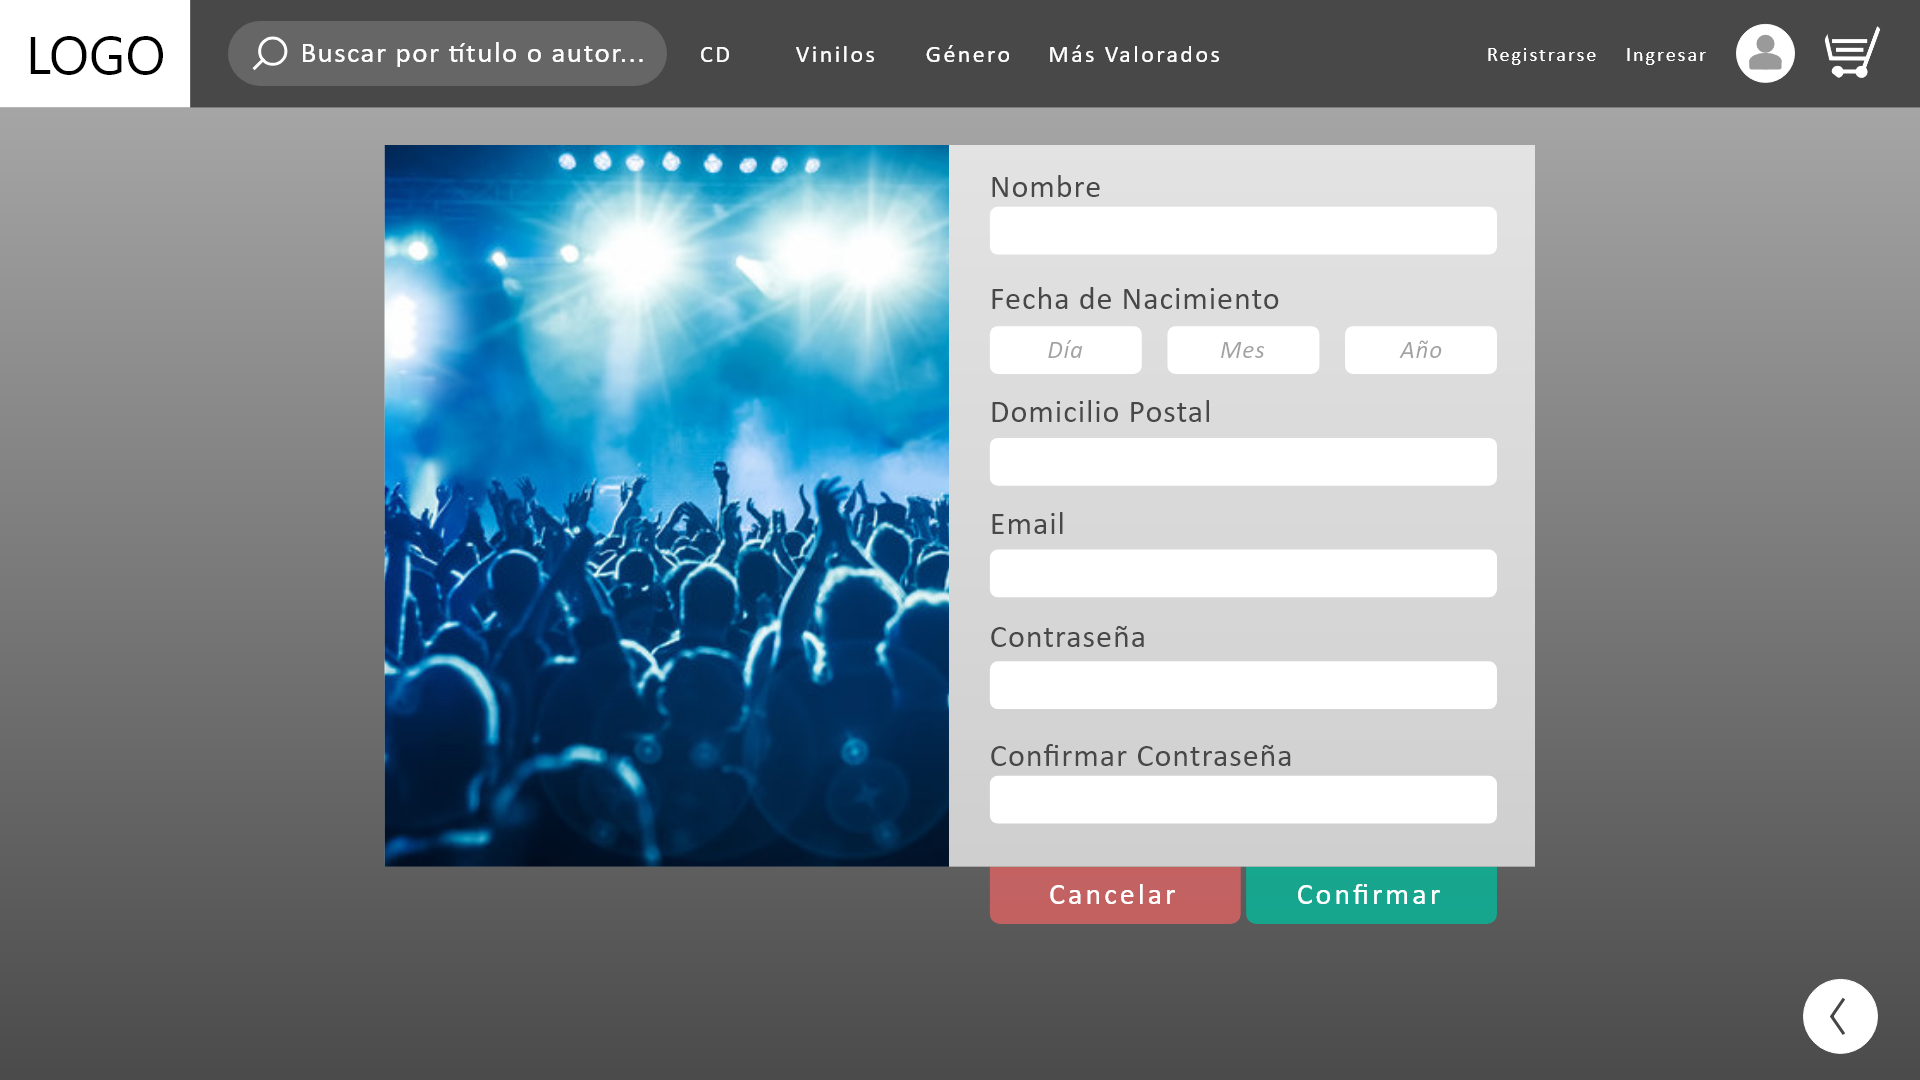 LOGO
Buscar por título o autor...
CD
Vinilos
Género
Más Valorados
Registrarse
Ingresar
Nombre
Fecha de Nacimiento
Día
Mes
Año
Domicilio Postal
Email
Contraseña
Confirmar Contraseña
Cancelar
Confirmar